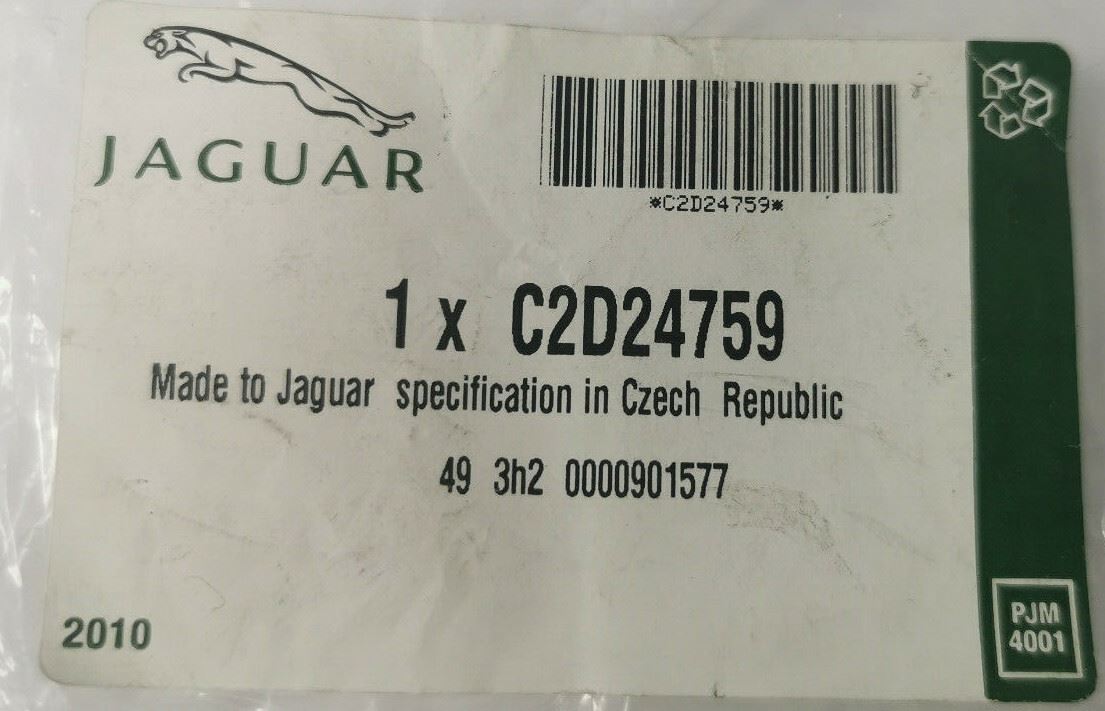 JAGUAR
*C2D24759*
1 x C2D24759
Made to Jaguar specification in Czech Republic
49 3h2 0000901577
2010
PJM
4001